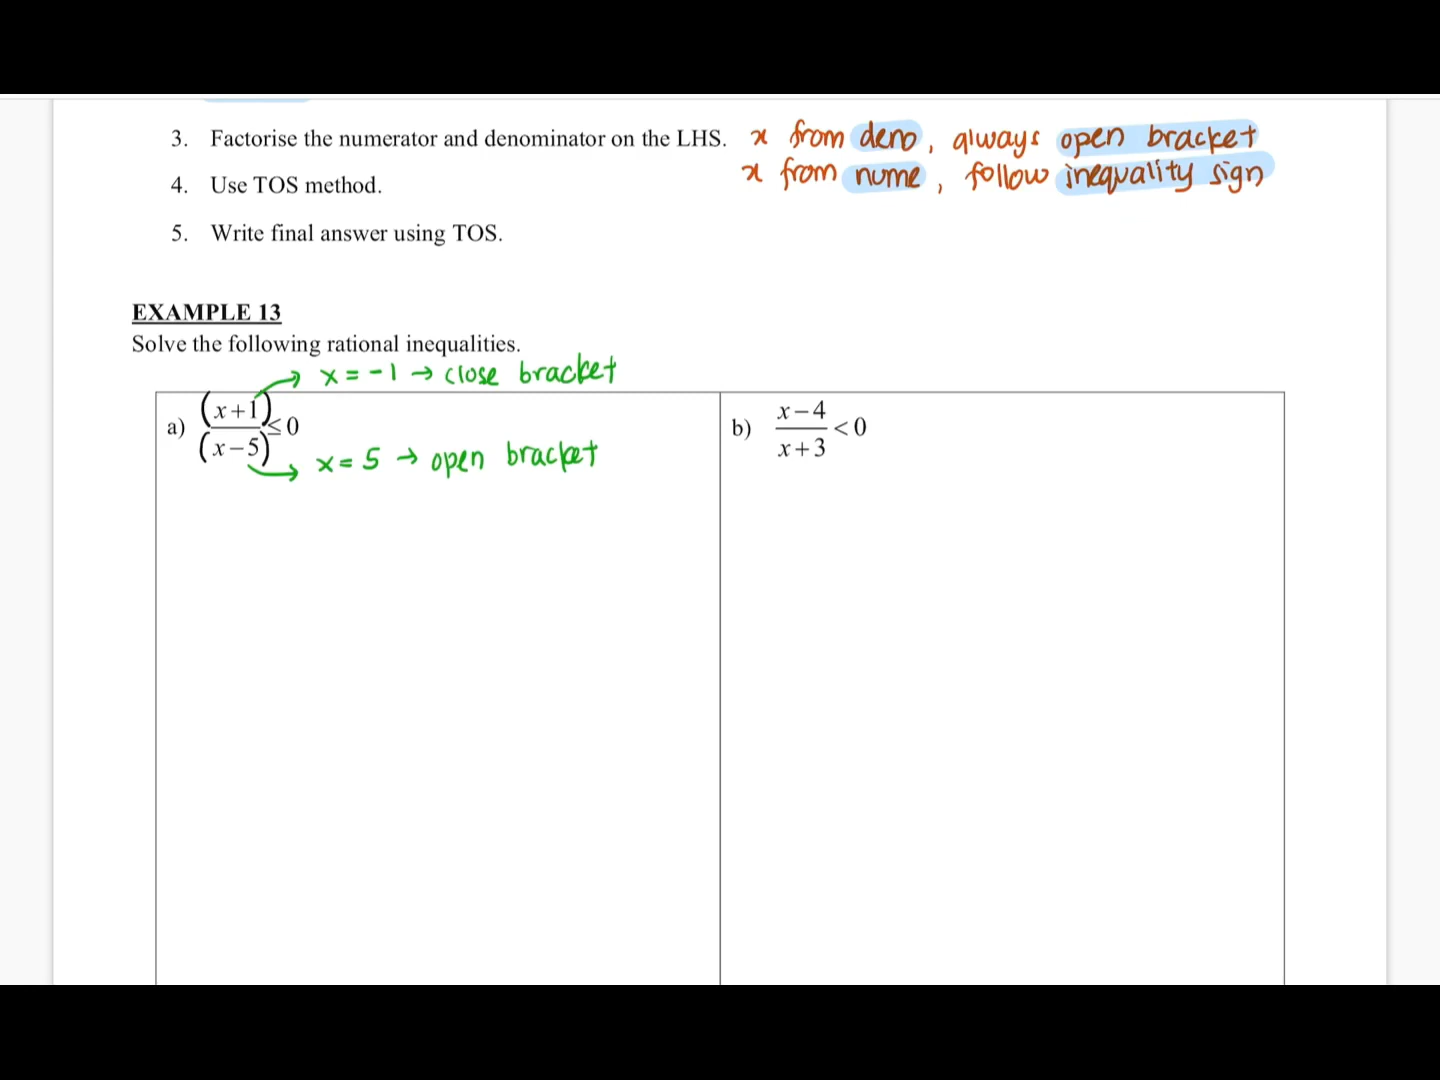 3. Factorise the numerator and denominator on the LHS. x from deno, always open bracket
4. Use TOS method. x from nume, follow inequality sign
5. Write final answer using TOS.
EXAMPLE 13
Solve the following rational inequalities.
→ x = -1 → close bracket
a) (x+1)/(x-5) ≤ 0
→ x = 5 → open bracket
b) x-4/x+3 < 0